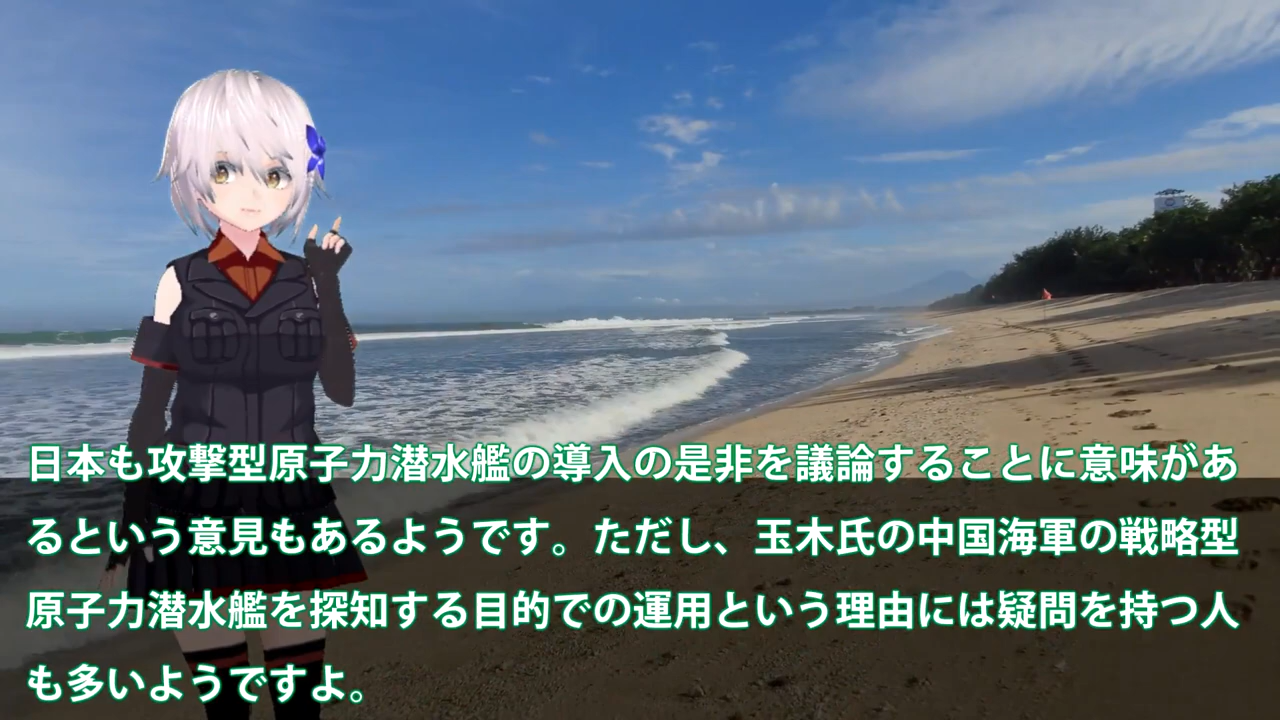 日本も攻撃型原子力潜水艦の導入の是非を議論することに意味があ
るという意見もあるようです。ただし、玉木氏の中国海軍の戦略型
原子力潜水艦を探知する目的での運用という理由には疑問を持つ人
も多いようですよ。